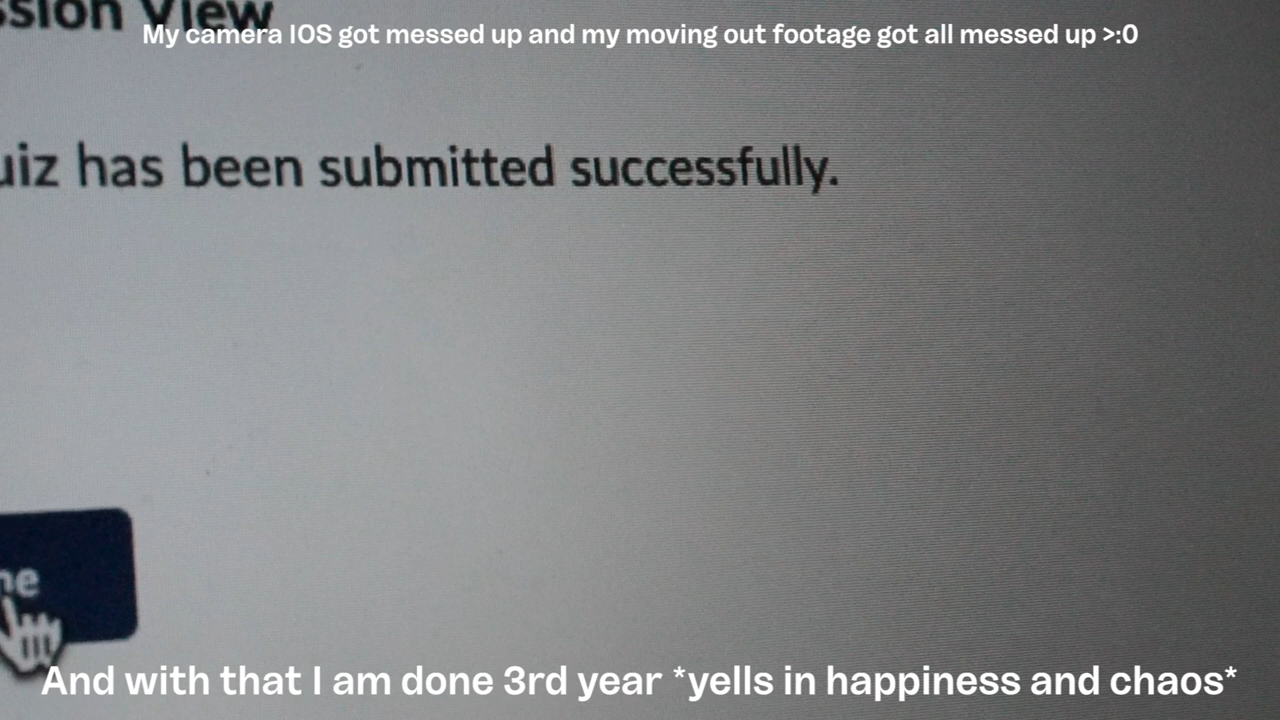 ssion View
My camera IOS got messed up and my moving out footage got all messed up >:0
uiz has been submitted successfully.
ne
And with that I am done 3rd year *yells in happiness and chaos*